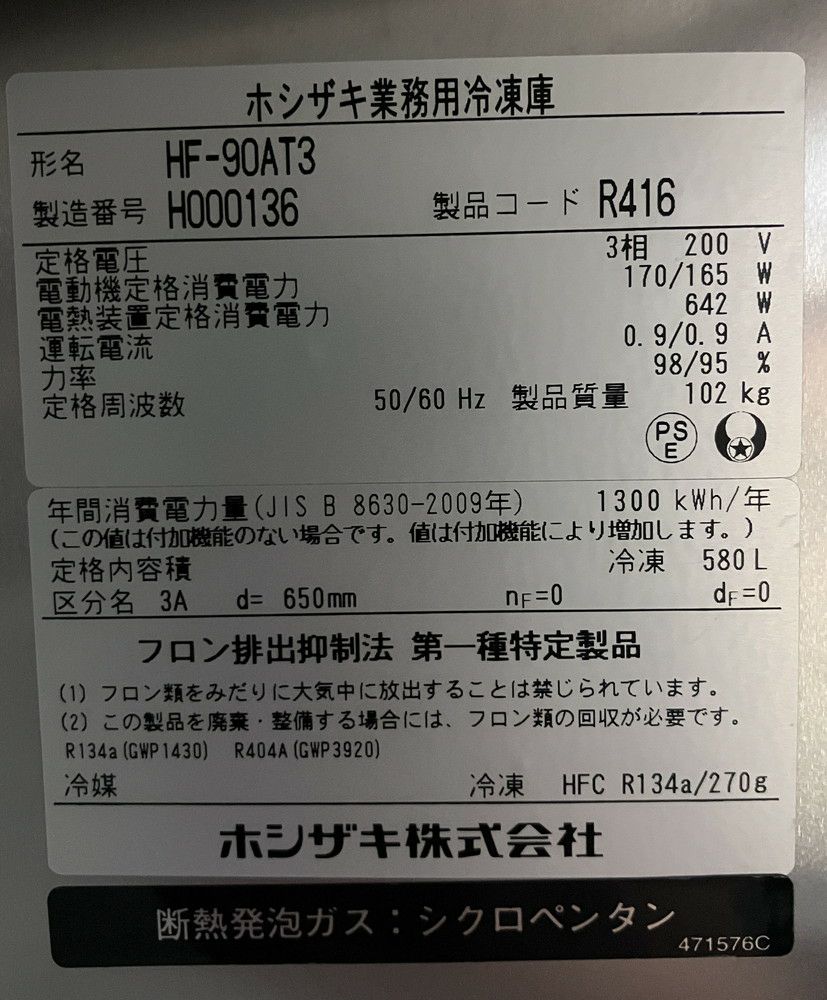 ホシザキ業務用冷凍庫
形名 HF-90AT3
製造番号 H000136 製品コード R416
定格電圧 3相 200 V
電動機定格消費電力 170/165 W
電熱装置定格消費電力 642 W
運転電流 0.9/0.9 A
力率 98/95 %
定格周波数 50/60 Hz 製品質量 102 kg
PS
E
年間消費電力量(JIS B 8630-2009年) 1300 kWh/年
(この値は付加機能のない場合です。値は付加機能により増加します。)
定格内容積 冷凍 580 L
区分名 3A d= 650mm nF=0 dF=0
フロン排出抑制法 第一種特定製品
(1) フロン類をみだりに大気中に放出することは禁じられています。
(2) この製品を廃棄・整備する場合には、フロン類の回収が必要です。
R134a(GWP1430) R404A(GWP3920)
冷媒 冷凍 HFC R134a/270g
ホシザキ株式会社
断熱発泡ガス:シクロペンタン
471576C